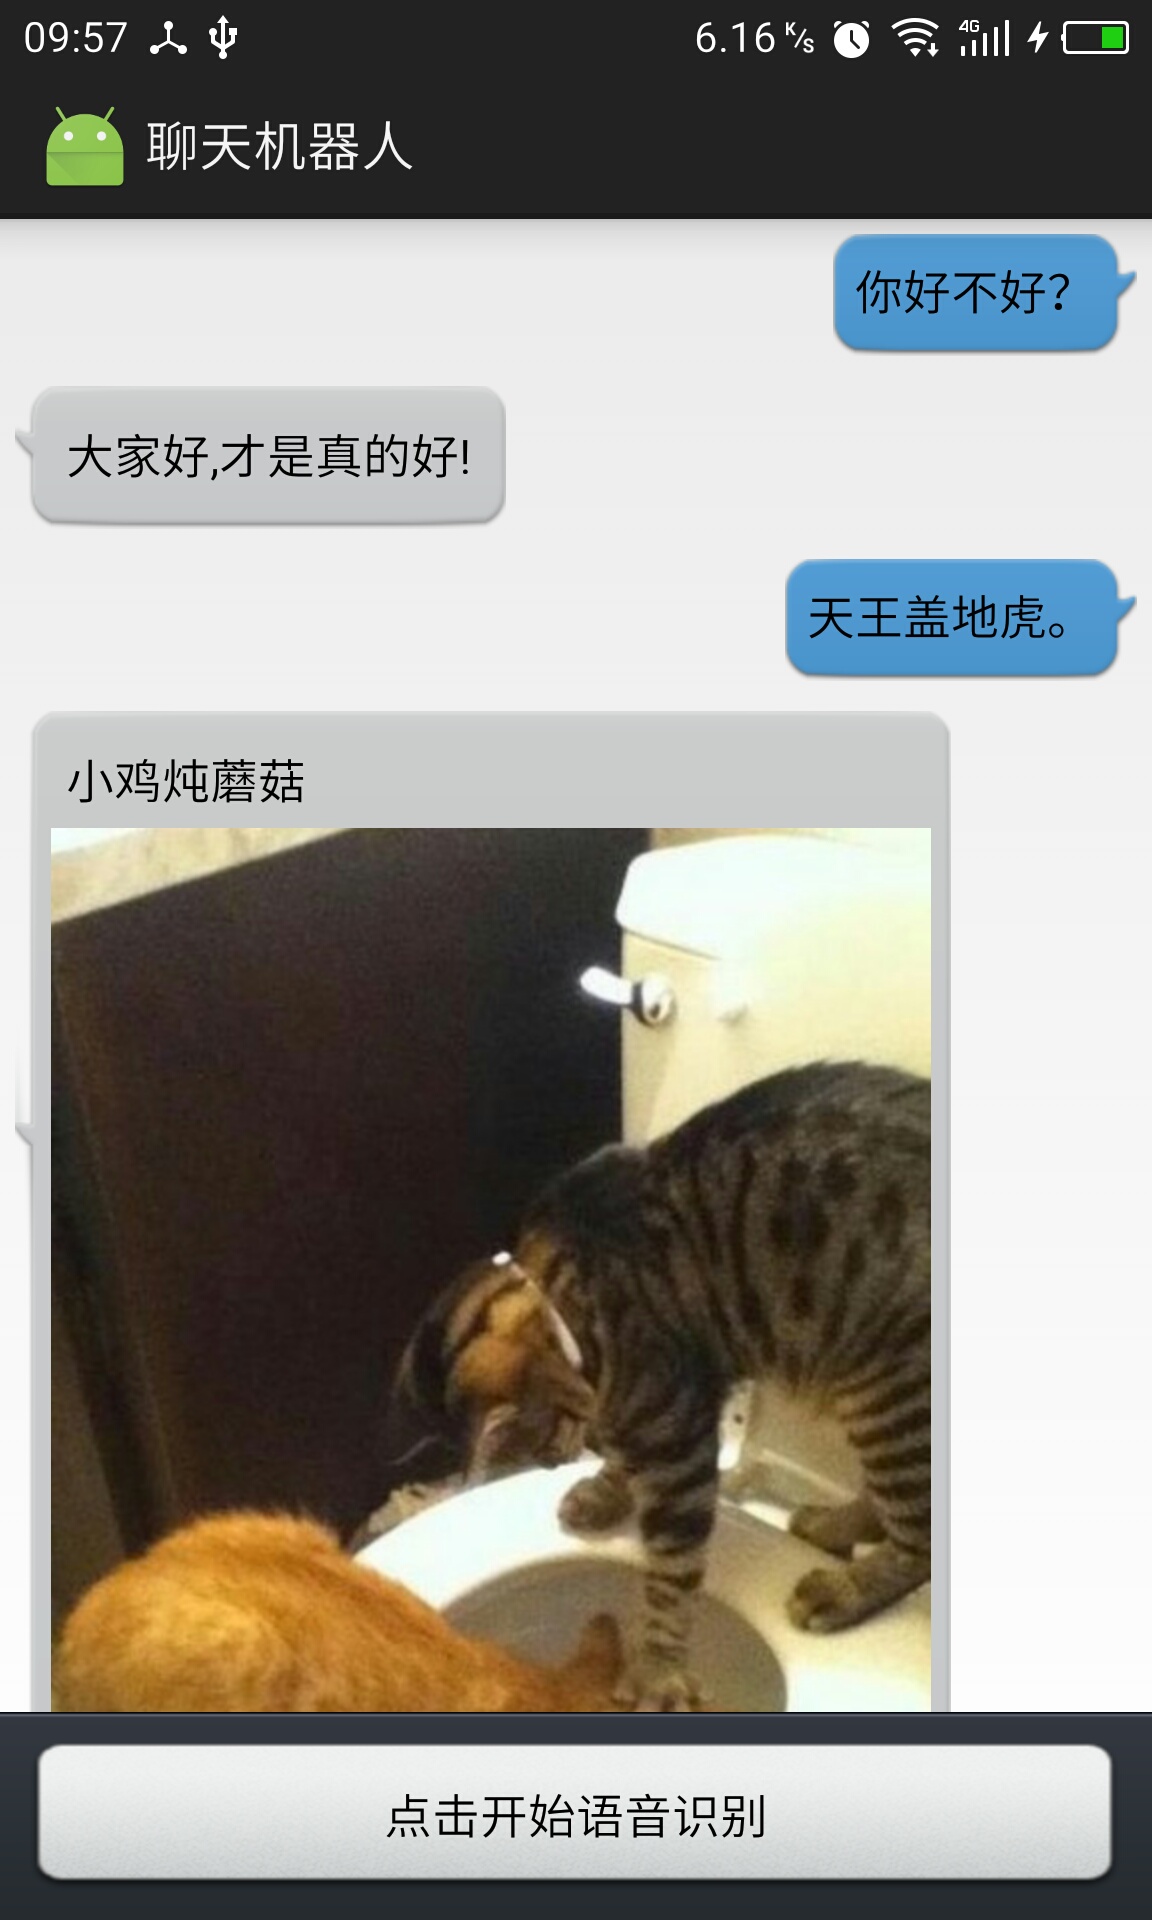 09:57
6.16 K/s
4G
聊天机器人
你好不好？
大家好,才是真的好!
天王盖地虎。
小鸡炖蘑菇
点击开始语音识别